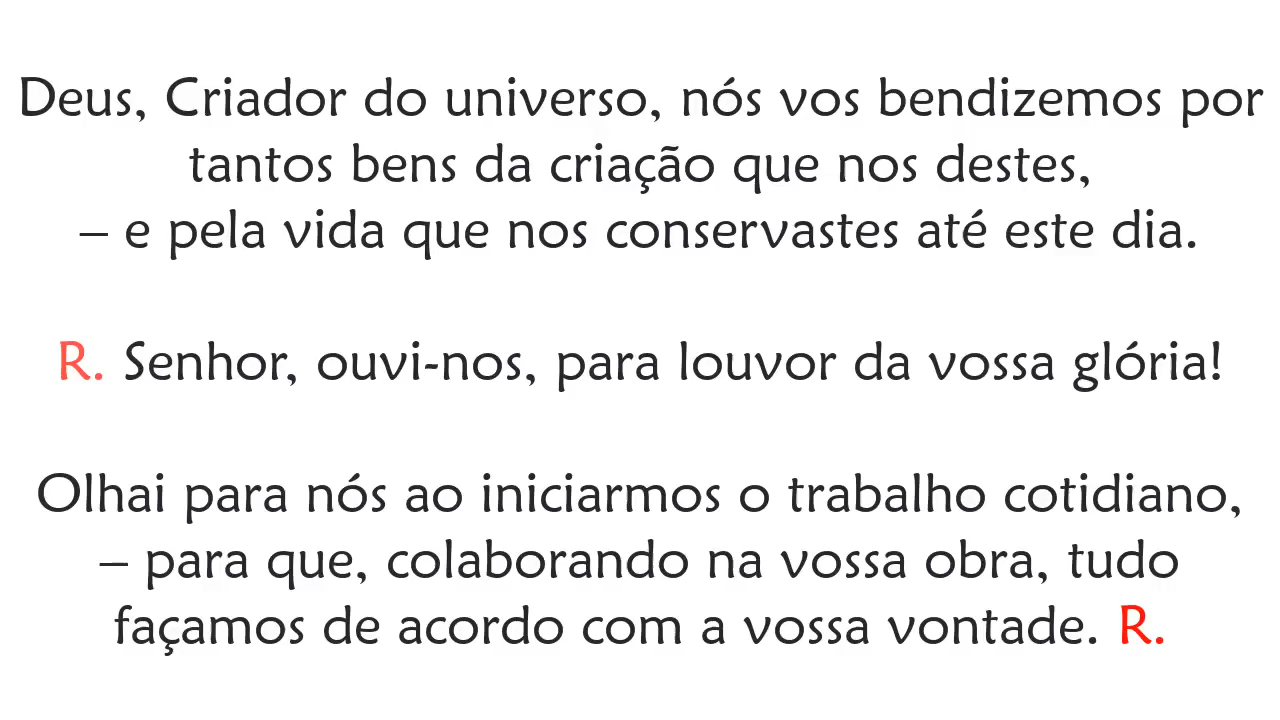 Deus, Criador do universo, nós vos bendizemos por
tantos bens da criação que nos destes,
– e pela vida que nos conservastes até este dia.
R. Senhor, ouvi-nos, para louvor da vossa glória!
Olhai para nós ao iniciarmos o trabalho cotidiano,
– para que, colaborando na vossa obra, tudo
façamos de acordo com a vossa vontade. R.